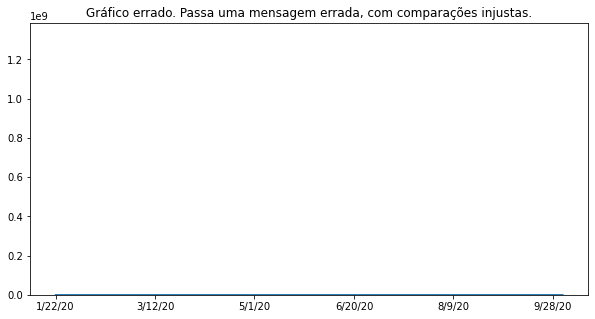 Gráfico errado. Passa uma mensagem errada, com comparações injustas.
1e9
1.2
1.0
0.8
0.6
0.4
0.2
0.0
1/22/20 3/12/20 5/1/20 6/20/20 8/9/20 9/28/20